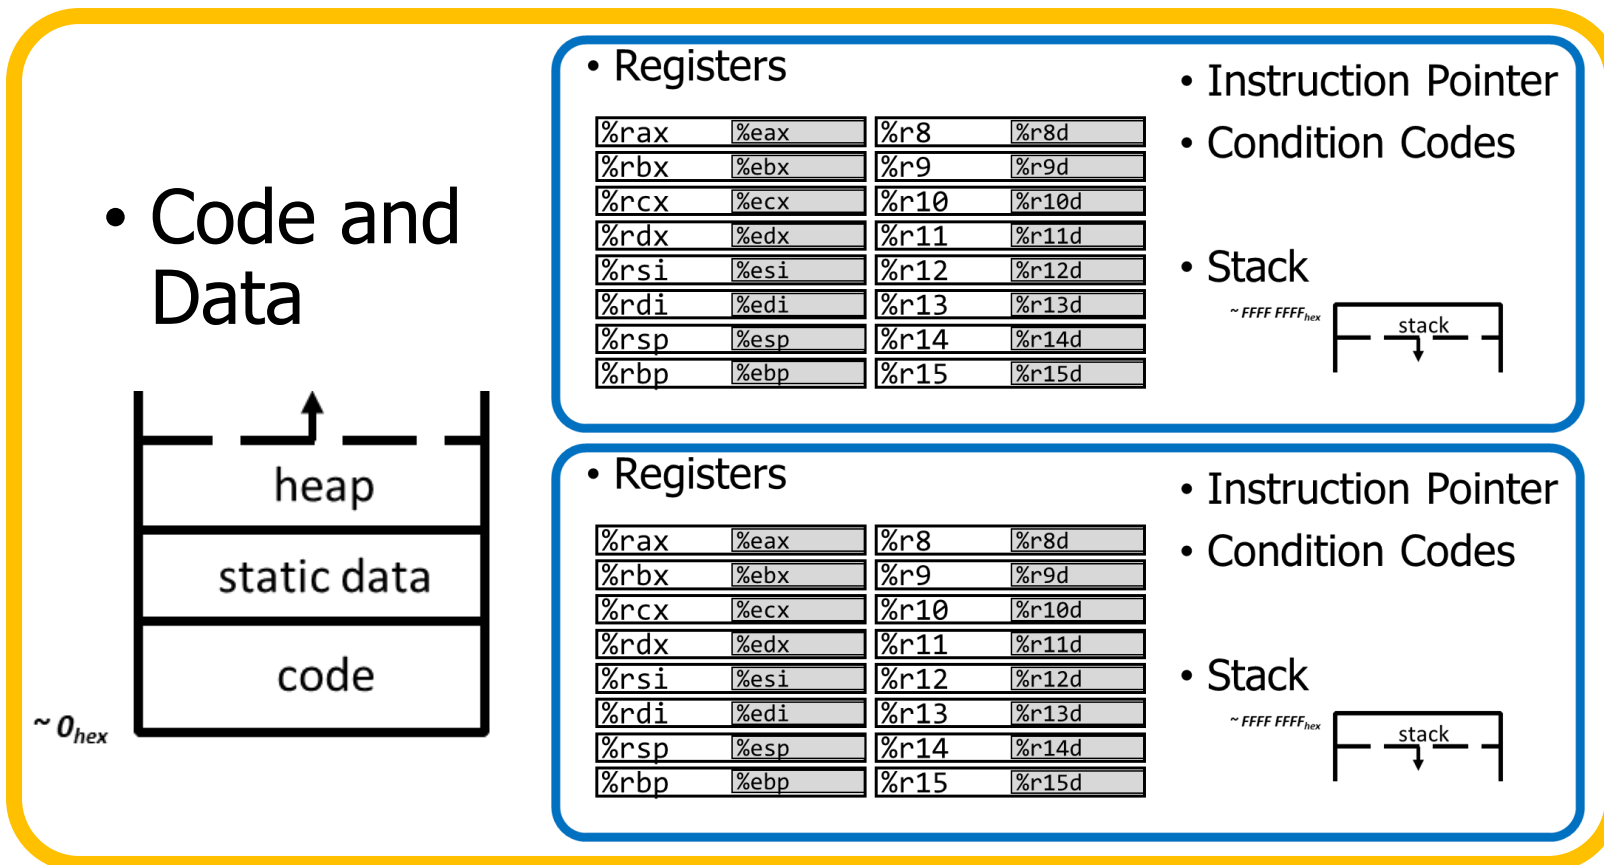 • Code and
Data
heap
static data
code
~ 0hex
• Registers
%rax %eax %r8 %r8d
%rbx %ebx %r9 %r9d
%rcx %ecx %r10 %r10d
%rdx %edx %r11 %r11d
%rsi %esi %r12 %r12d
%rdi %edi %r13 %r13d
%rsp %esp %r14 %r14d
%rbp %ebp %r15 %r15d
• Instruction Pointer
• Condition Codes
• Stack
~ FFFF FFFFhex
stack
• Registers
%rax %eax %r8 %r8d
%rbx %ebx %r9 %r9d
%rcx %ecx %r10 %r10d
%rdx %edx %r11 %r11d
%rsi %esi %r12 %r12d
%rdi %edi %r13 %r13d
%rsp %esp %r14 %r14d
%rbp %ebp %r15 %r15d
• Instruction Pointer
• Condition Codes
• Stack
~ FFFF FFFFhex
stack